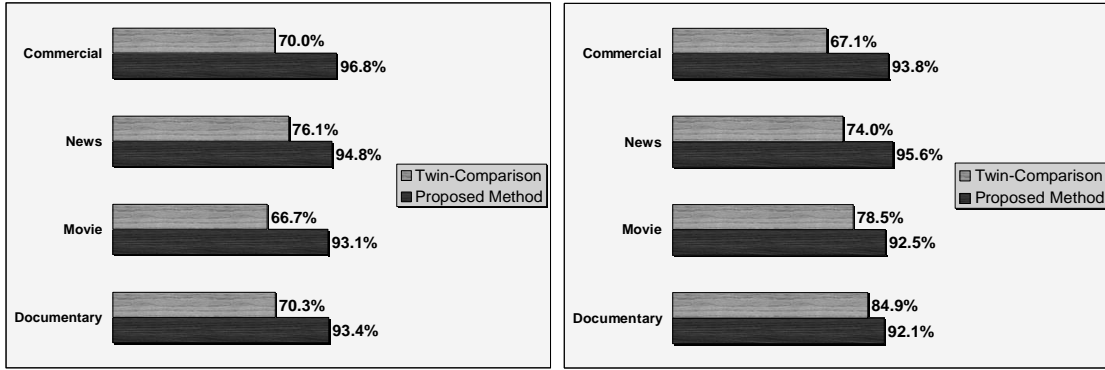 Commercial
70.0%
96.8%
News
76.1%
94.8%
Movie
66.7%
93.1%
Documentary
70.3%
93.4%
Twin-Comparison
Proposed Method
Commercial
67.1%
93.8%
News
74.0%
95.6%
Movie
78.5%
92.5%
Documentary
84.9%
92.1%
Twin-Comparison
Proposed Method